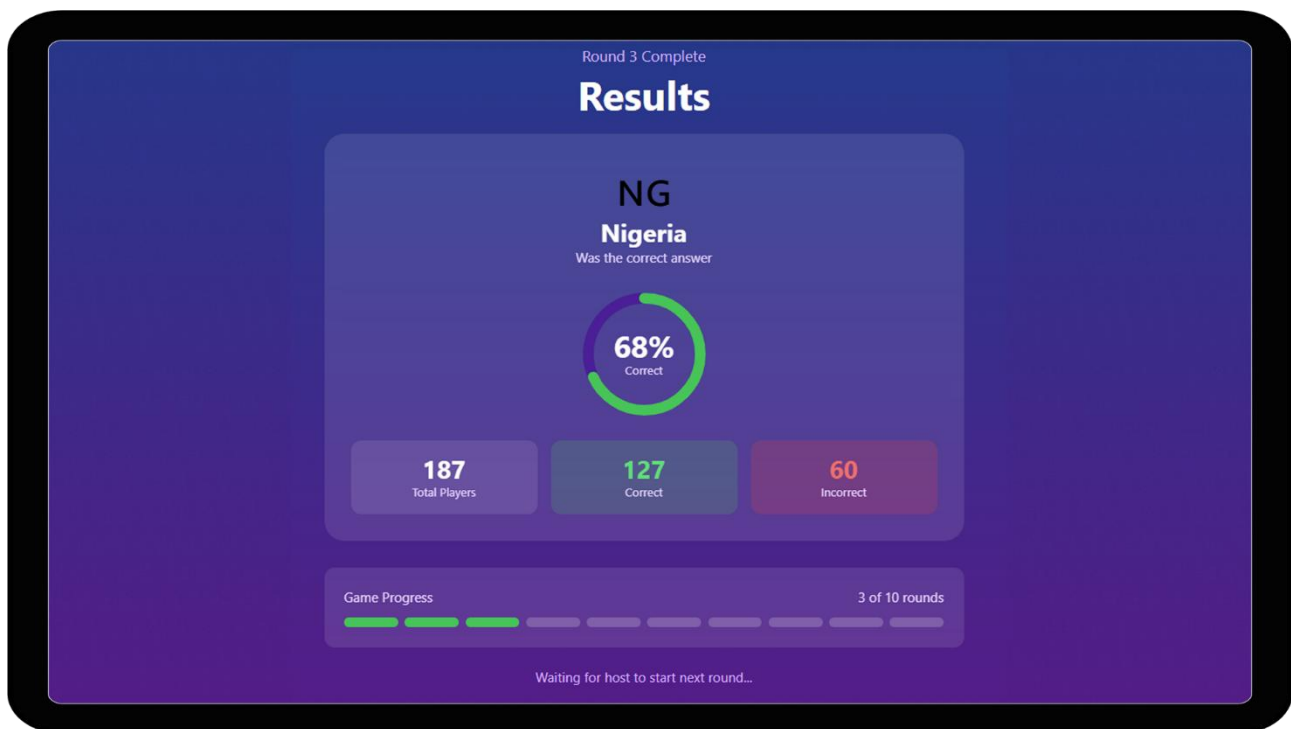 Round 3 Complete
Results
NG
Nigeria
Was the correct answer
68%
Correct
187
Total Players
127
Correct
60
Incorrect
Game Progress
3 of 10 rounds
Waiting for host to start next round...